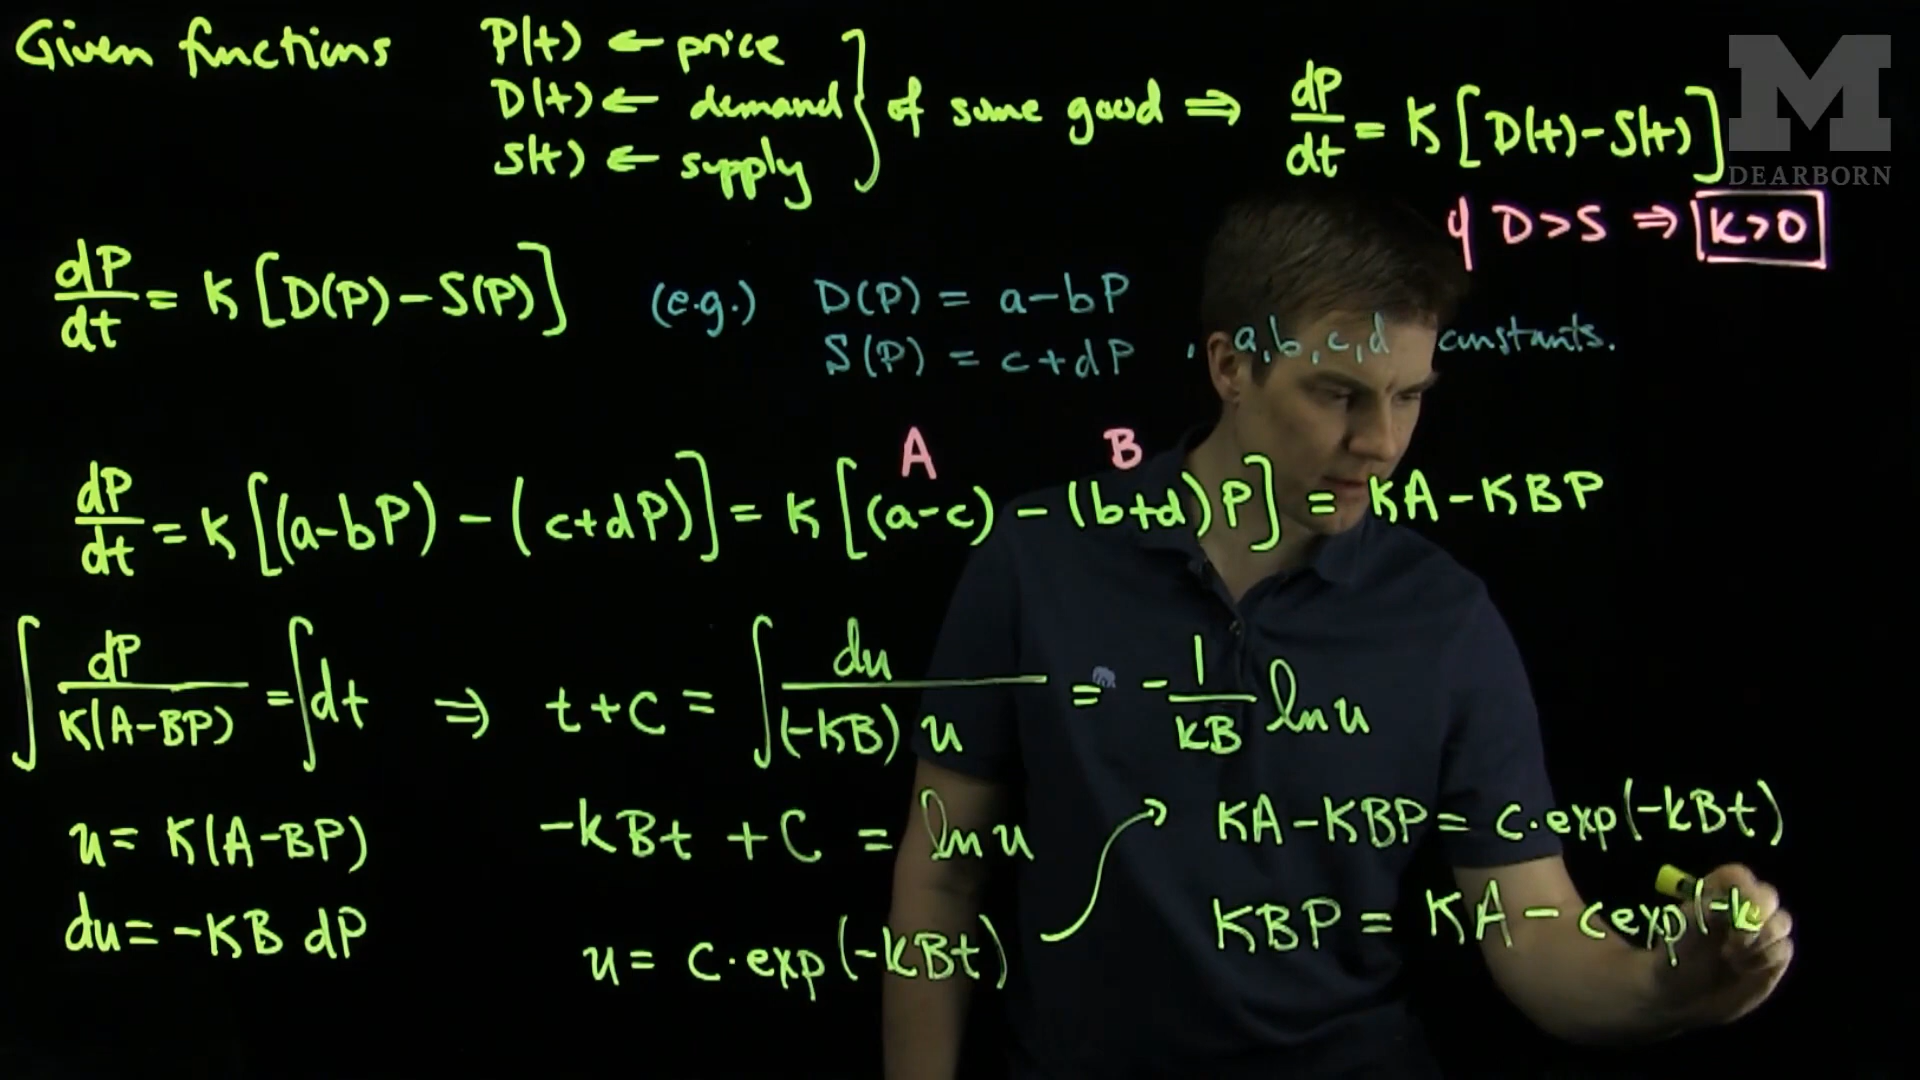 Given functions P(t) ← price
D(t) ← demand } of some good ⇒ dP/dt = K[D(t)-S(t)]
S(t) ← supply
M
DEARBORN
if D>S ⇒ K>0
dP/dt = K[D(P)-S(P)] (e.g.) D(P) = a-bP
S(P) = c+dP , a,b,c,d constants.
A B
dP/dt = K[(a-bP) - (c+dP)] = K[(a-c) - (b+d)P] = KA-KBP
∫ dP/K(A-BP) = ∫dt ⇒ t+C = ∫ du/(-KB)u = -1/KB ln u
u = K(A-BP) -KBt + C = ln u KA-KBP = C·exp(-KBt)
du = -KB dP u = C·exp(-KBt) KBP = KA - C exp(-K